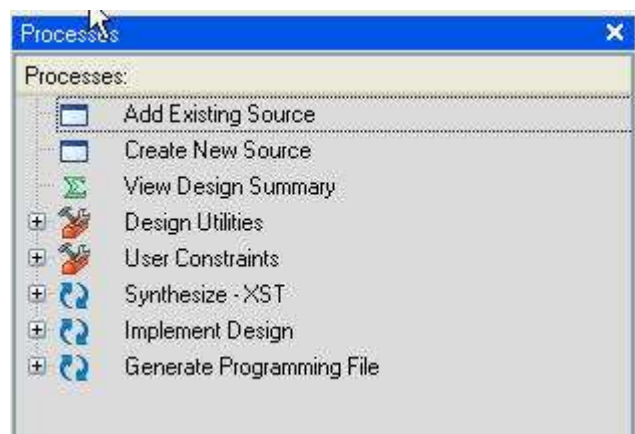 Processes
Processes:
Add Existing Source
Create New Source
View Design Summary
Design Utilities
User Constraints
Synthesize - XST
Implement Design
Generate Programming File